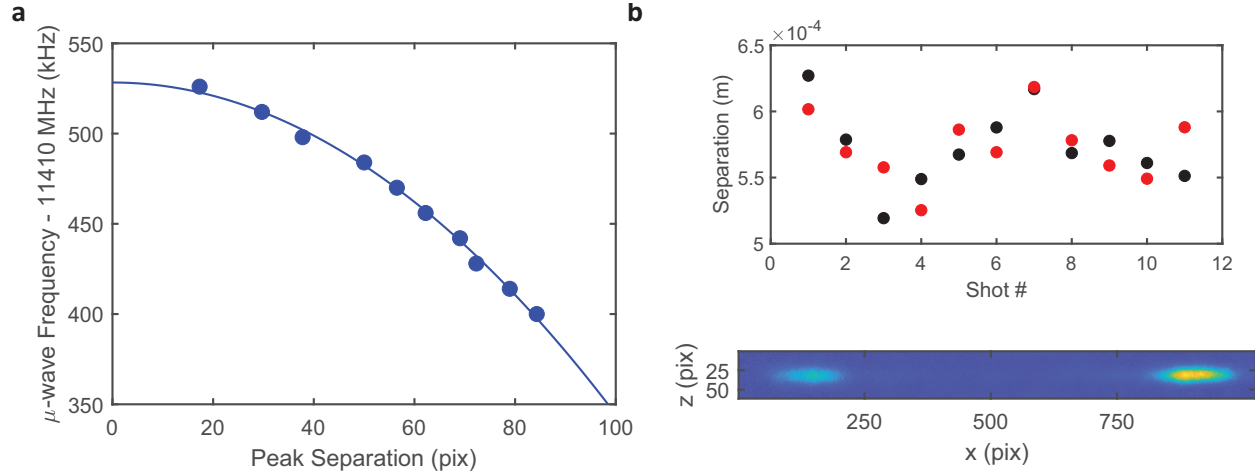 a
μ-wave Frequency - 11410 MHz (kHz)
550
500
450
400
350
0 20 40 60 80 100
Peak Separation (pix)
b
×10⁻⁴
Separation (m)
6.5
6
5.5
5
0 2 4 6 8 10 12
Shot #
z (pix)
25
50
250 500 750
x (pix)